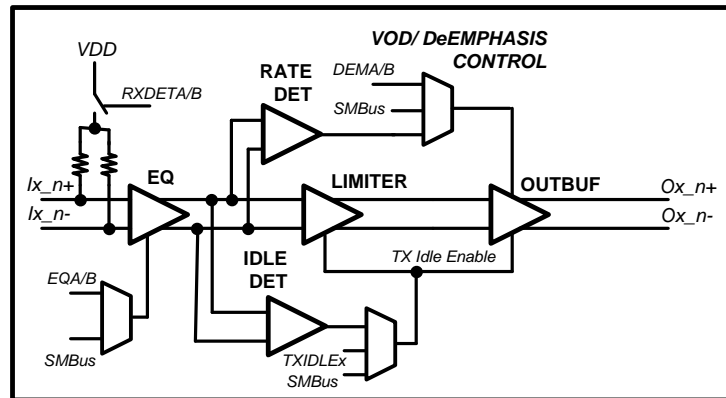 VDD
RXDETA/B
RATE
DET
VOD/ DeEMPHASIS
CONTROL
DEMA/B
SMBus
Ix_n+
Ix_n-
EQ
LIMITER
OUTBUF
Ox_n+
Ox_n-
IDLE
DET
TX Idle Enable
EQA/B
SMBus
TXIDLEx
SMBus